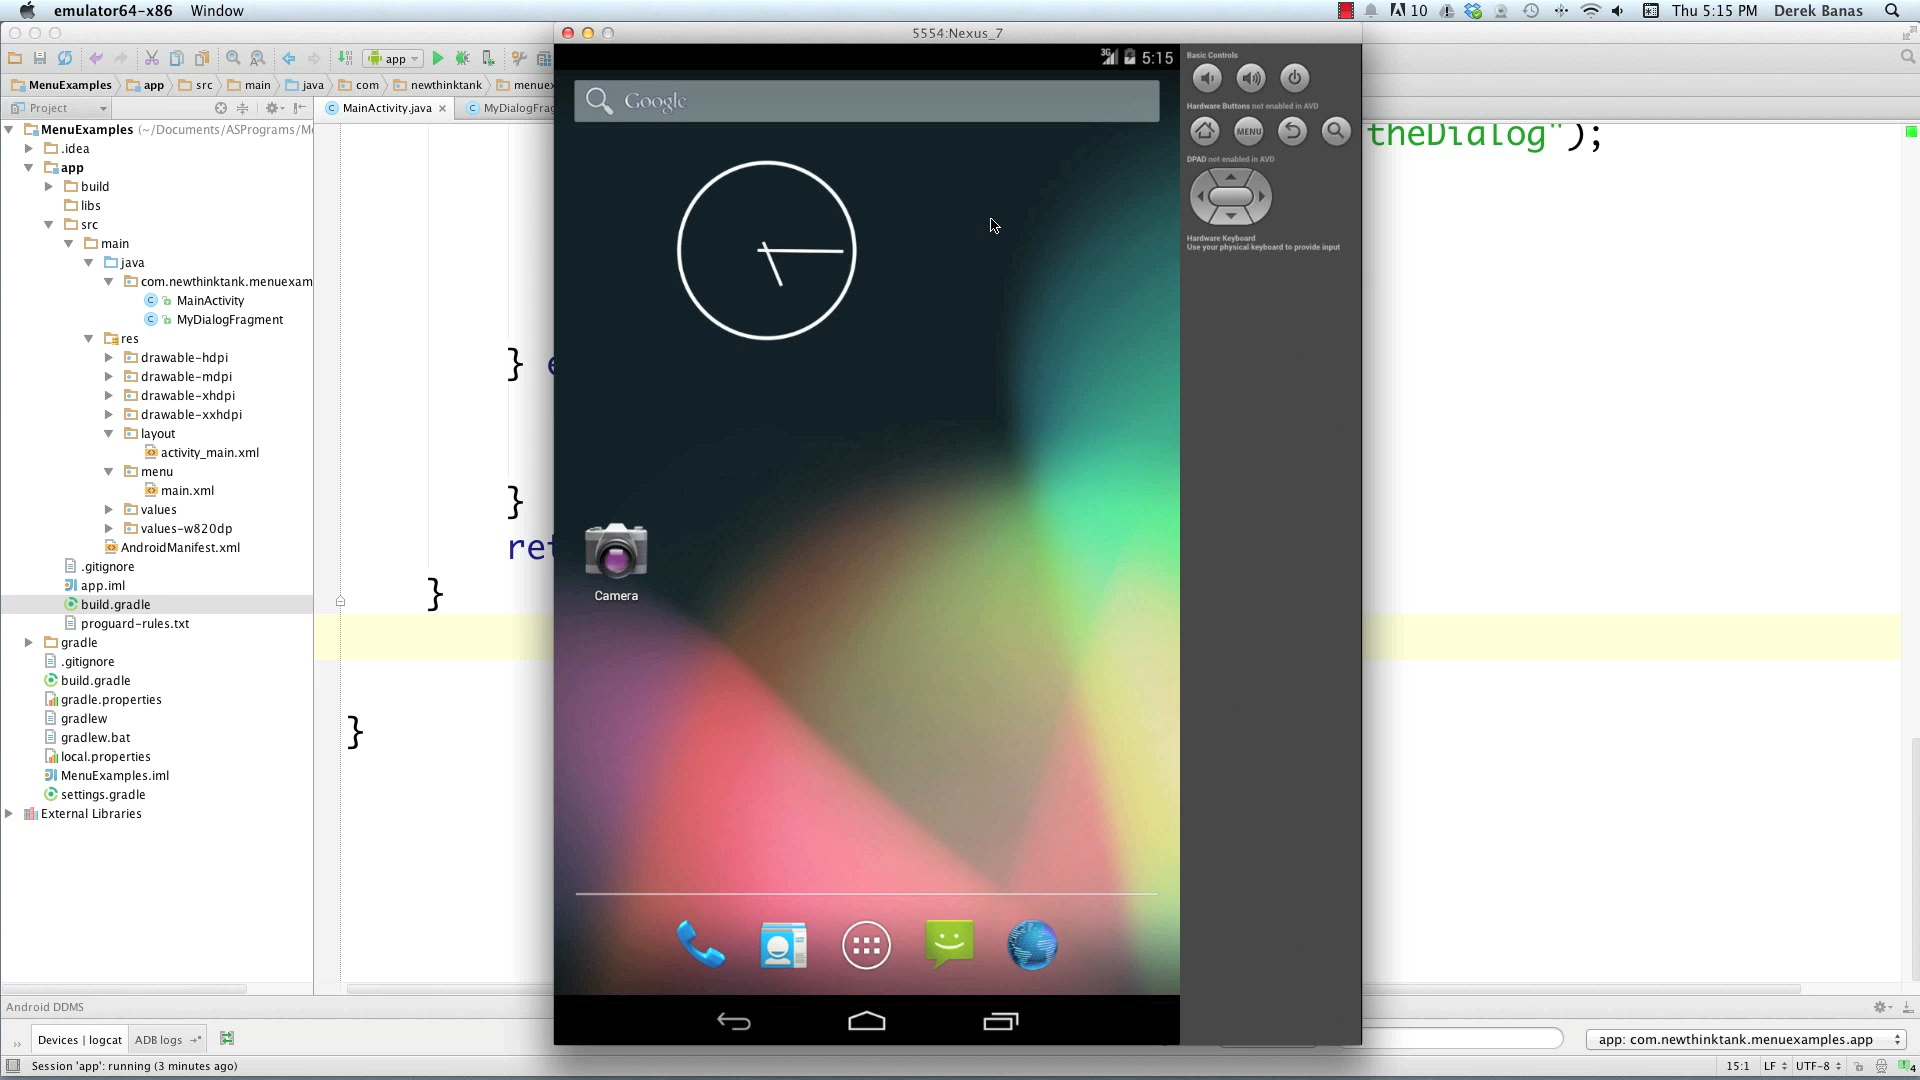 emulator64-x86 Window
10 Thu 5:15 PM Derek Banas
5554:Nexus_7
app
MenuExamples app src main java com newthinktank menuex
Project
MainActivity.java
MyDialogFrag
MenuExamples (~/Documents/ASPrograms/M
.idea
app
build
libs
src
main
java
com.newthinktank.menuexam
MainActivity
MyDialogFragment
res
drawable-hdpi
drawable-mdpi
drawable-xhdpi
drawable-xxhdpi
layout
activity_main.xml
menu
main.xml
values
values-w820dp
AndroidManifest.xml
.gitignore
app.iml
build.gradle
proguard-rules.txt
gradle
.gitignore
build.gradle
gradle.properties
gradlew
gradlew.bat
local.properties
MenuExamples.iml
settings.gradle
External Libraries
theDialog");
} e
}
ret
}
}
3G 5:15
Google
Camera
Basic Controls
Hardware Buttons not enabled in AVD
MENU
DPAD not enabled in AVD
Hardware Keyboard
Use your physical keyboard to provide input
Android DDMS
Devices | logcat ADB logs
app: com.newthinktank.menuexamples.app
Session 'app': running (3 minutes ago)
15:1 LF UTF-8 4